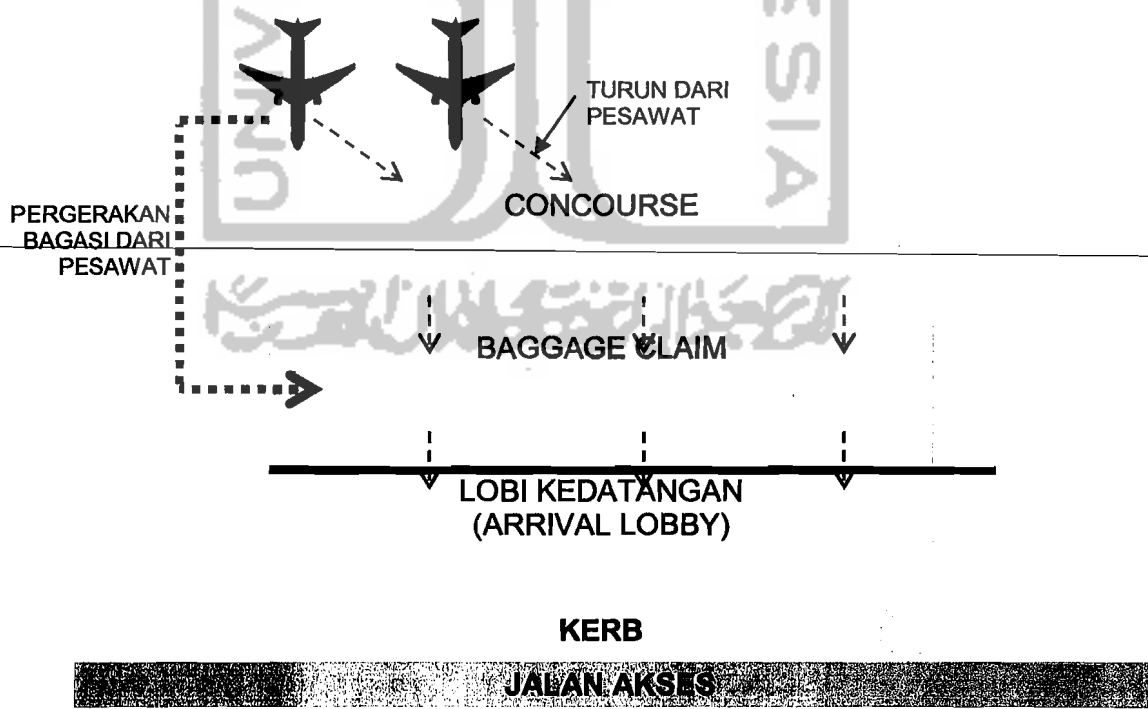 TURUN DARI
PESAWAT
CONCOURSE
PERGERAKAN
BAGASI DARI
PESAWAT
BAGGAGE CLAIM
LOBI KEDATANGAN
(ARRIVAL LOBBY)
KERB
JALAN AKSES